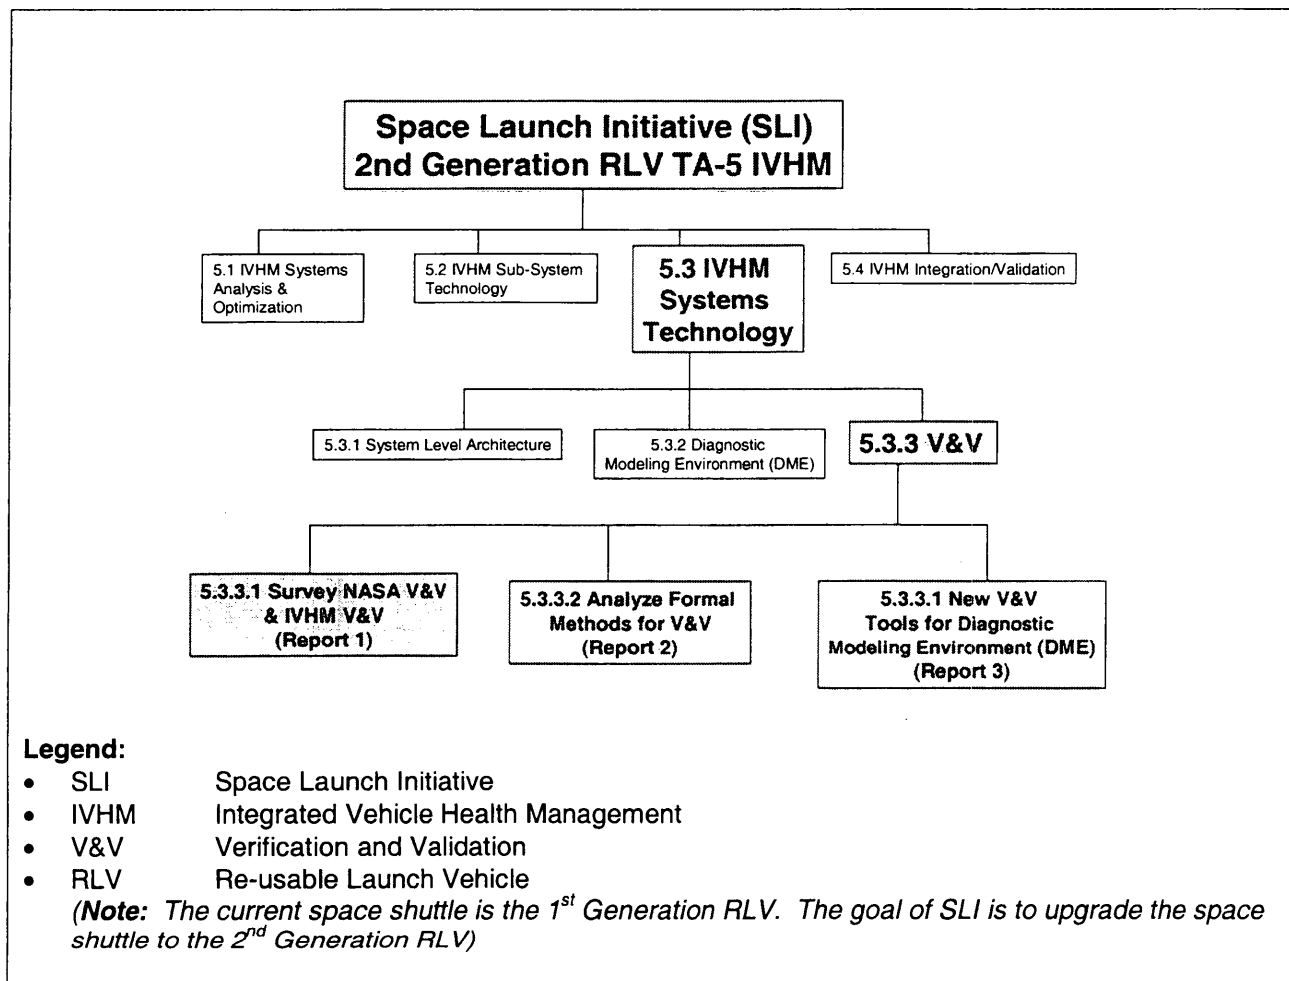 Space Launch Initiative (SLI)
2nd Generation RLV TA-5 IVHM
5.1 IVHM Systems
Analysis &
Optimization
5.2 IVHM Sub-System
Technology
5.3 IVHM
Systems
Technology
5.4 IVHM Integration/Validation
5.3.1 System Level Architecture
5.3.2 Diagnostic
Modeling Environment (DME)
5.3.3 V&V
5.3.3.1 Survey NASA V&V
& IVHM V&V
(Report 1)
5.3.3.2 Analyze Formal
Methods for V&V
(Report 2)
5.3.3.1 New V&V
Tools for Diagnostic
Modeling Environment (DME)
(Report 3)
Legend:
• SLI Space Launch Initiative
• IVHM Integrated Vehicle Health Management
• V&V Verification and Validation
• RLV Re-usable Launch Vehicle
(Note: The current space shuttle is the 1st Generation RLV. The goal of SLI is to upgrade the space
shuttle to the 2nd Generation RLV)